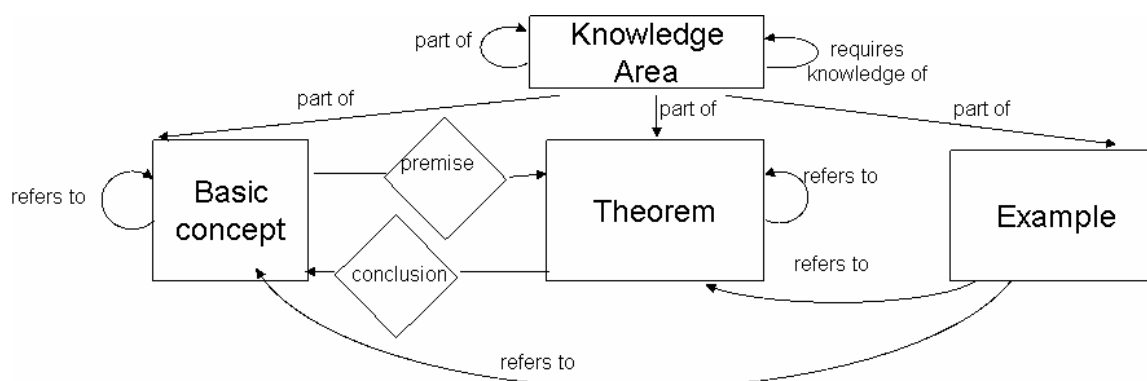 part of
Knowledge
Area
requires
knowledge of
part of
part of
part of
refers to
Basic
concept
premise
conclusion
Theorem
refers to
refers to
Example
refers to